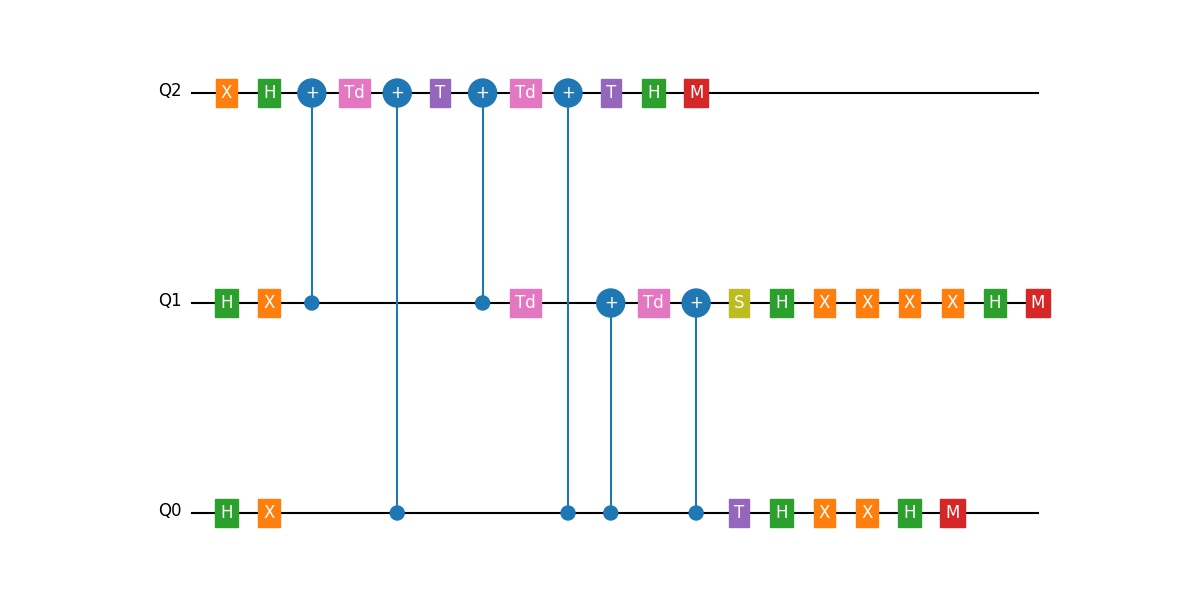 Q2 X H + Td + T + Td + T H M
Q1 H X Td + Td + S H X X X X H M
Q0 H X T H X X H M